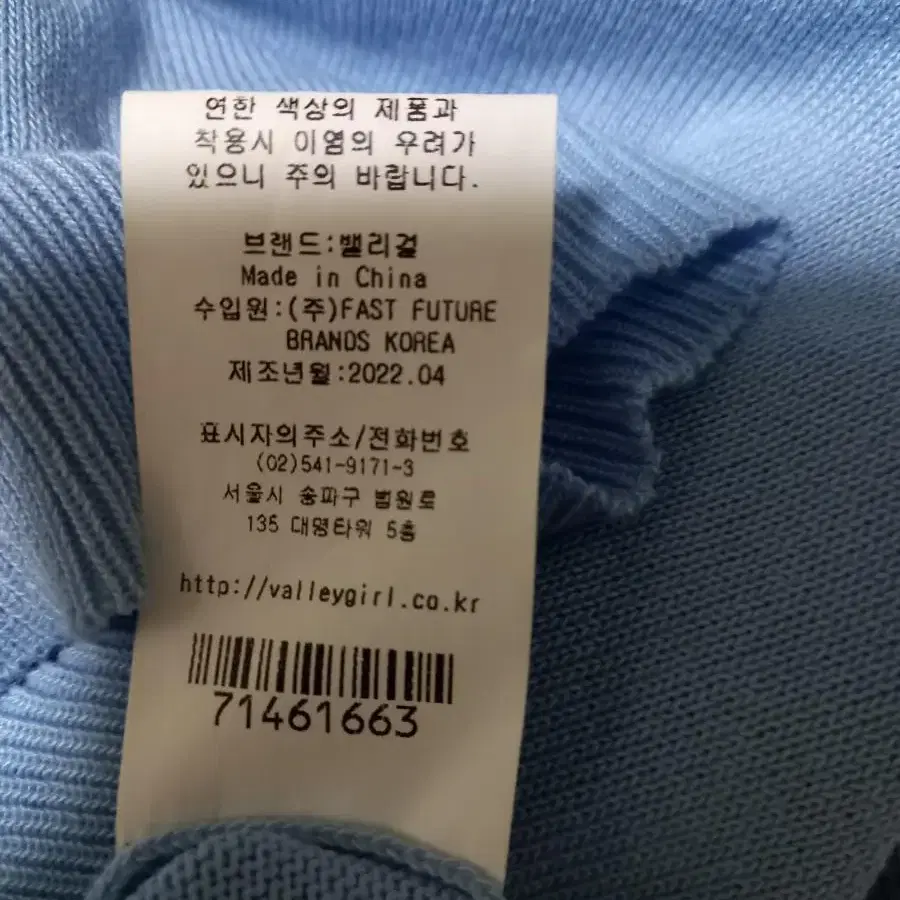 연한 색상의 제품과
착용시 이염의 우려가
있으니 주의 바랍니다.
브랜드:밸리걸
Made in China
수입원:(주)FAST FUTURE
BRANDS KOREA
제조년월:2022.04
표시자의주소/전화번호
(02)541-9171-3
서울시 송파구 법원로
135 대명타워 5층
http://valleygirl.co.kr
71461663